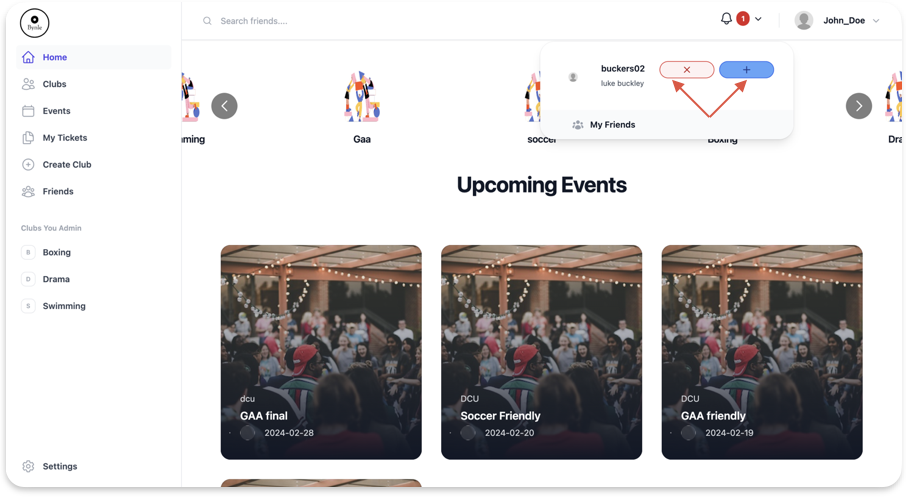 Search friends....
1
John_Doe
Home
Clubs
Events
My Tickets
Create Club
Friends
Clubs You Admin
B Boxing
D Drama
S Swimming
Settings
buckers02
luke buckley
My Friends
ming
Gaa
soccer
Boxing
Dra
Upcoming Events
dcu
GAA final
2024-02-28
DCU
Soccer Friendly
2024-02-20
DCU
GAA friendly
2024-02-19